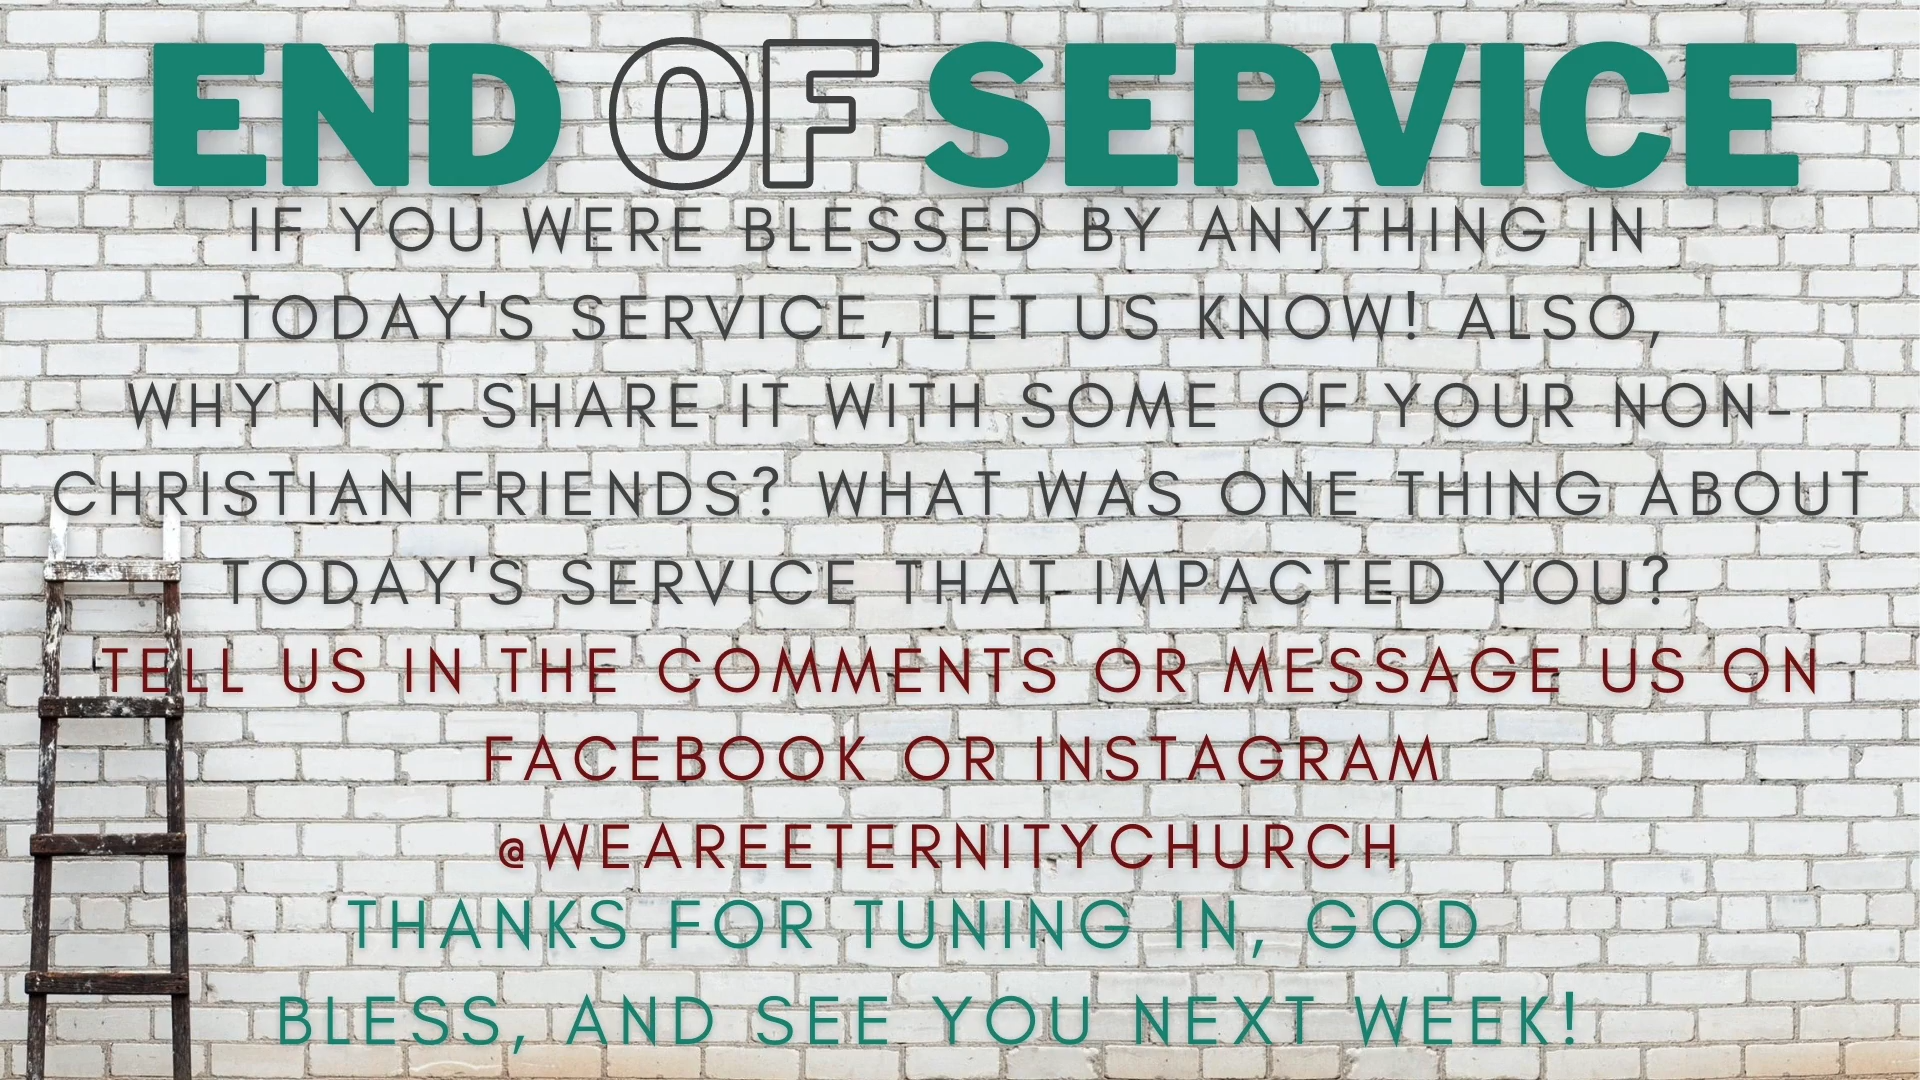 END OF SERVICE
IF YOU WERE BLESSED BY ANYTHING IN
TODAY'S SERVICE, LET US KNOW! ALSO,
WHY NOT SHARE IT WITH SOME OF YOUR NON-
CHRISTIAN FRIENDS? WHAT WAS ONE THING ABOUT
TODAY'S SERVICE THAT IMPACTED YOU?
TELL US IN THE COMMENTS OR MESSAGE US ON
FACEBOOK OR INSTAGRAM
@WEAREETERNITYCHURCH
THANKS FOR TUNING IN, GOD
BLESS, AND SEE YOU NEXT WEEK!